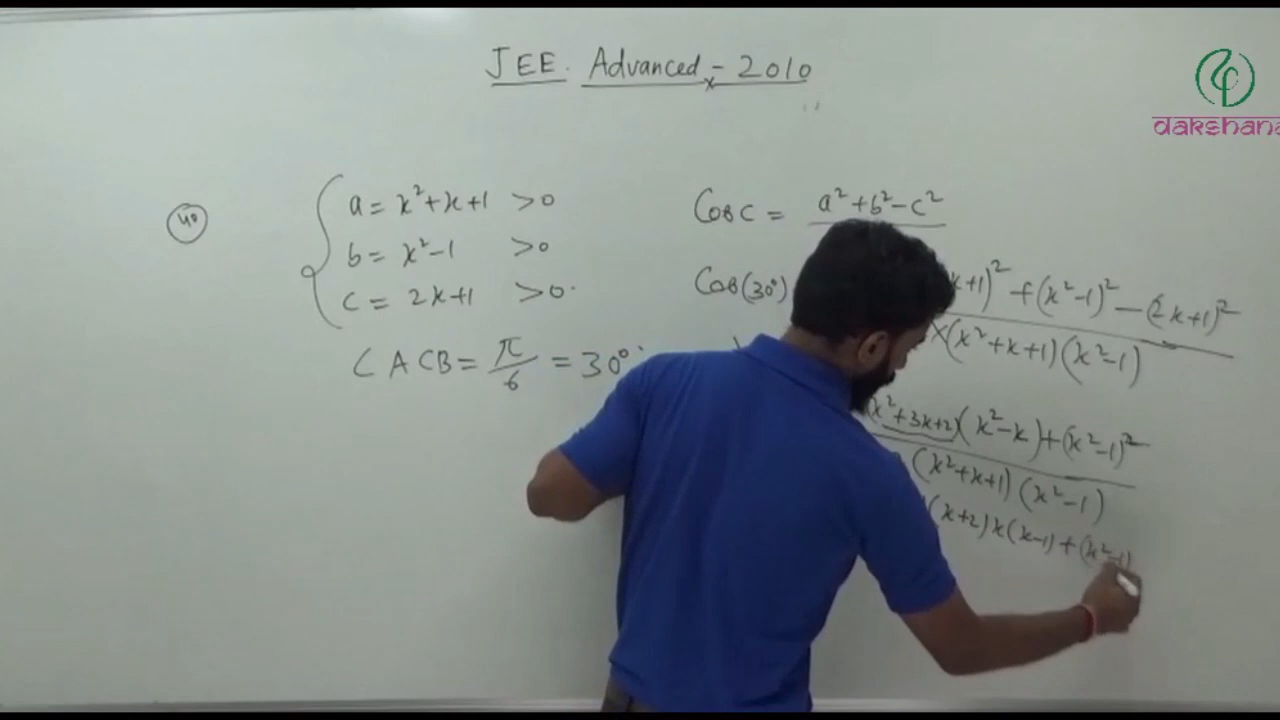 JEE. Advanced - 2010
dakshana
40
a = x²+x+1 >0
b = x²-1 >0
c = 2x+1 >0.
∠ACB = π/6 = 30°
Cos C = a²+b²-c²
Cos(30°)
x+1)²+(x²-1)²-(2x+1)²
×(x²+x+1)(x²-1)
(x²+3x+2)(x²-x)+(x²-1)²
(x²+x+1)(x²-1)
(x+2)x(x-1)+(x²-1)